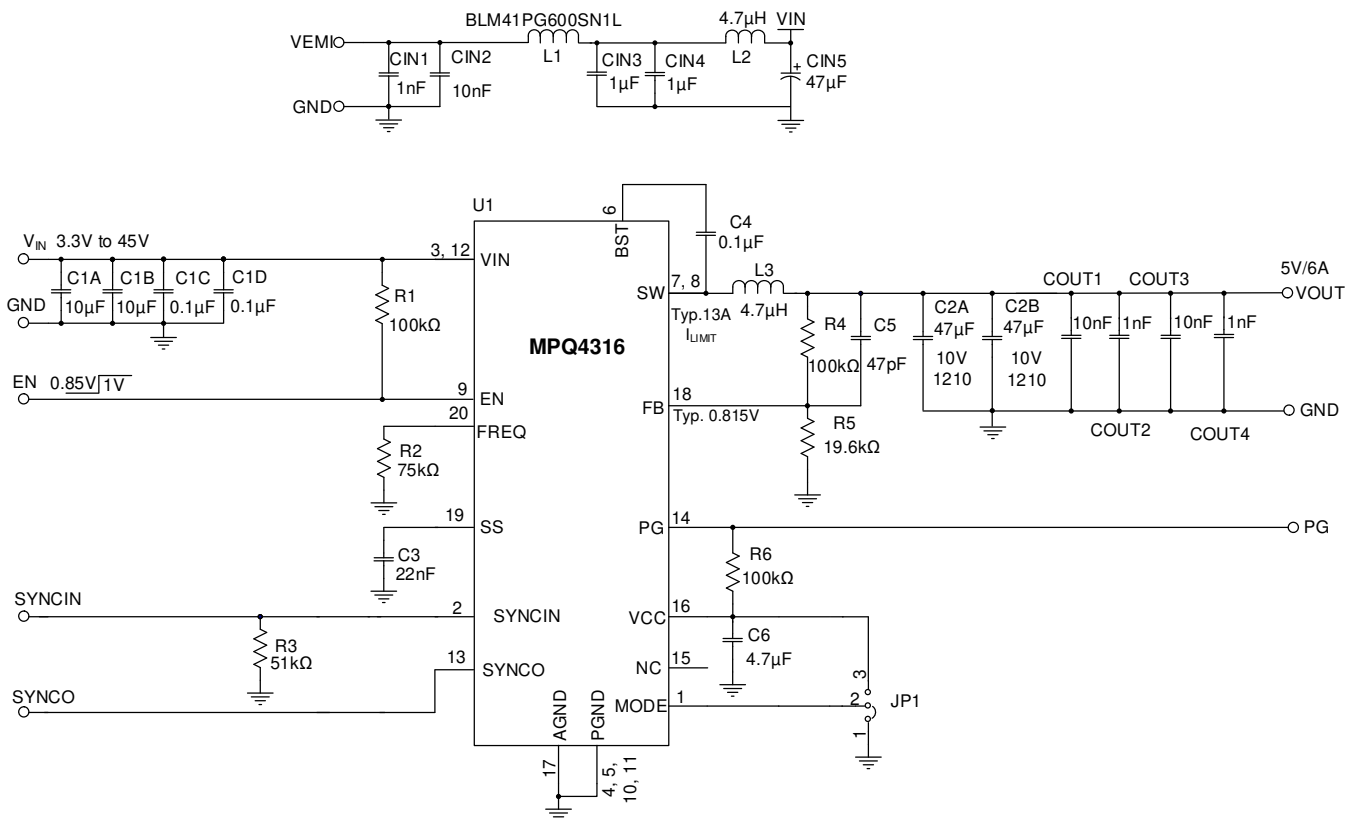 BLM41PG600SN1L
4.7µH
VIN
VEMI
CIN1
1nF
CIN2
10nF
L1
CIN3
1µF
CIN4
1µF
L2
+
CIN5
47µF
GND
U1
6
BST
C4
0.1µF
VIN 3.3V to 45V
3, 12
VIN
C1A
10µF
C1B
10µF
C1C
0.1µF
C1D
0.1µF
GND
R1
100kΩ
SW
7, 8
L3
4.7µH
Typ.13A
ILIMIT
COUT1
COUT3
5V/6A
VOUT
R4
100kΩ
C5
47pF
C2A
47µF
10V
1210
C2B
47µF
10V
1210
10nF
1nF
10nF
1nF
MPQ4316
EN 0.85V 1V
9
EN
18
FB
Typ. 0.815V
GND
20
FREQ
R2
75kΩ
R5
19.6kΩ
COUT2
COUT4
19
SS
C3
22nF
14
PG
PG
R6
100kΩ
SYNCIN
2
SYNCIN
R3
51kΩ
16
VCC
C6
4.7µF
13
SYNCO
SYNCO
15
NC
1
MODE
3
2
1
JP1
AGND
PGND
17
4, 5,
10, 11